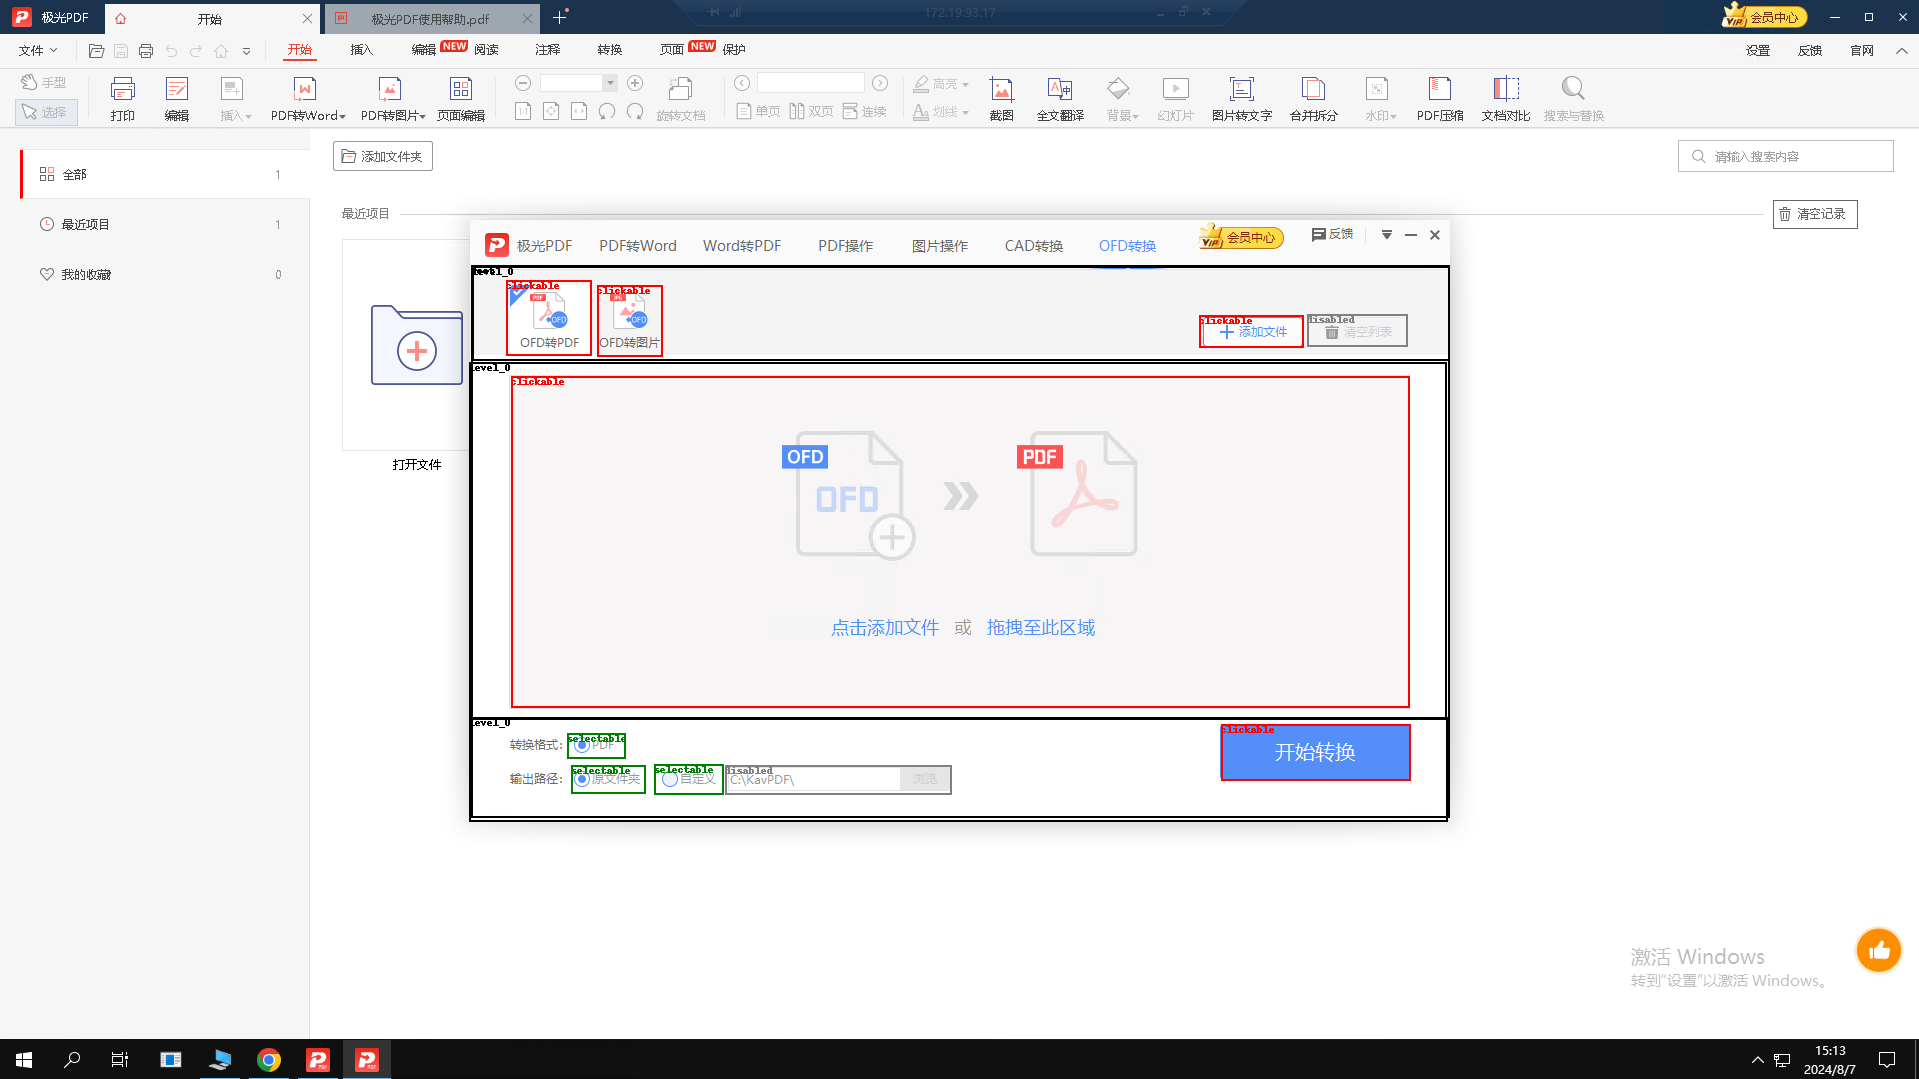 极光PDF
开始
极光PDF使用帮助.pdf
172.19.93.17
会员中心
文件
开始
插入
编辑
NEW
阅读
注释
转换
页面
NEW
保护
设置
反馈
官网
手型
选择
打印
编辑
插入
PDF转Word
PDF转图片
页面编辑
旋转文档
单页
双页
连续
高亮
划线
截图
全文翻译
背景
幻灯片
图片转文字
合并拆分
水印
PDF压缩
文档对比
搜索与替换
全部
1
最近项目
1
我的收藏
0
添加文件夹
请输入搜索内容
最近项目
清空记录
打开文件
极光PDF
PDF转Word
Word转PDF
PDF操作
图片操作
CAD转换
OFD转换
VIP
会员中心
反馈
level_0
clickable
OFD转PDF
clickable
OFD转图片
clickable
添加文件
disabled
清空列表
level_0
clickable
OFD
OFD
PDF
点击添加文件 或 拖拽至此区域
level_0
转换格式:
selectable
PDF
输出路径:
selectable
原文件夹
selectable
自定义
disabled
C:\KavPDF\
浏览
clickable
开始转换
激活 Windows
转到“设置”以激活 Windows。
15:13
2024/8/7